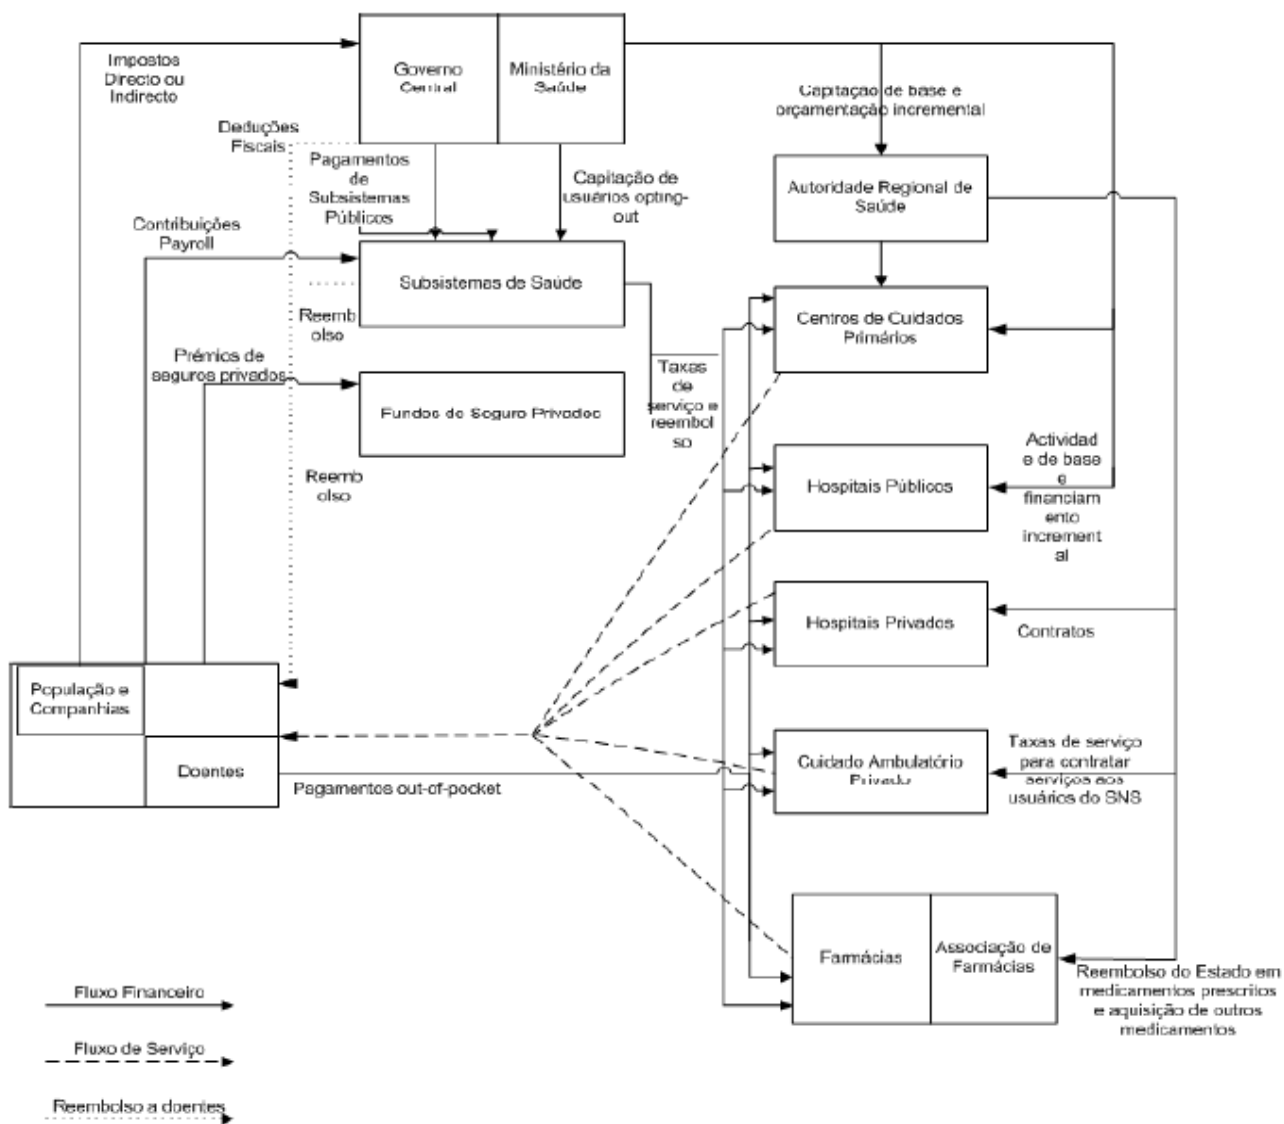 Impostos
Directo ou
Indirecto
Governo
Central
Ministério da
Saúde
Capitação de base e
orçamentação incremental
Deduções
Fiscais
Pagamentos
de
Subsistemas
Públicos
Capitação de
usuários opting-
out
Autoridade Regional de
Saúde
Contribuições
Payroll
Subsistemas de Saúde
Reemb
olso
Centros de Cuidados
Primários
Prémios de
seguros privados
Fundos de Seguro Privados
Taxas
de
serviço e
reembol
so
Reemb
olso
Hospitais Públicos
Actividad
e de base
e
financiam
ento
increment
al
Hospitais Privados
Contratos
População e
Companhias
Doentes
Pagamentos out-of-pocket
Cuidado Ambulatório
Privado
Taxas de serviço
para contratar
serviços aos
usuários do SNS
Farmácias
Associação de
Farmácias
Reembolso do Estado em
medicamentos prescritos
e aquisição de outros
medicamentos
Fluxo Financeiro
Fluxo de Serviço
Reembolso a doentes